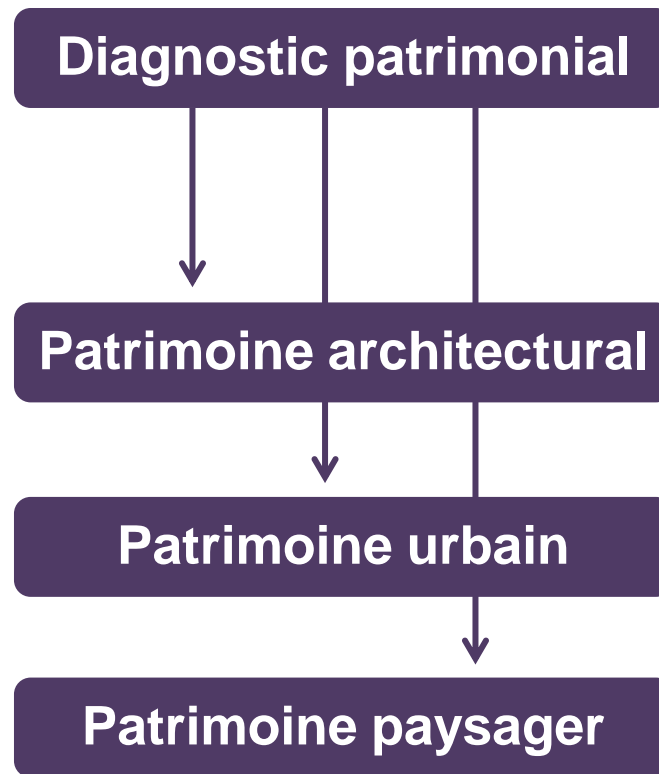 Diagnostic patrimonial
Patrimoine architectural
Patrimoine urbain
Patrimoine paysager